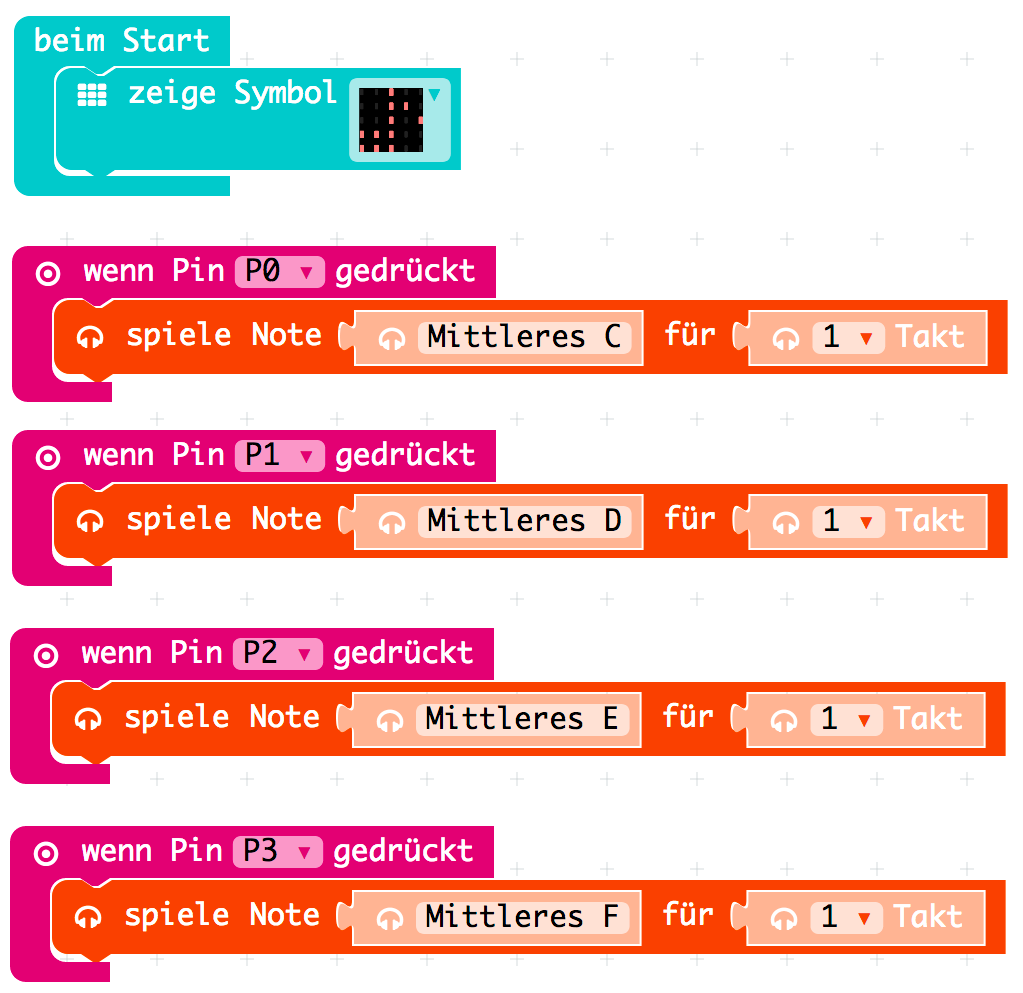 beim Start
zeige Symbol
wenn Pin P0 gedrückt
spiele Note Mittleres C für 1 Takt
wenn Pin P1 gedrückt
spiele Note Mittleres D für 1 Takt
wenn Pin P2 gedrückt
spiele Note Mittleres E für 1 Takt
wenn Pin P3 gedrückt
spiele Note Mittleres F für 1 Takt